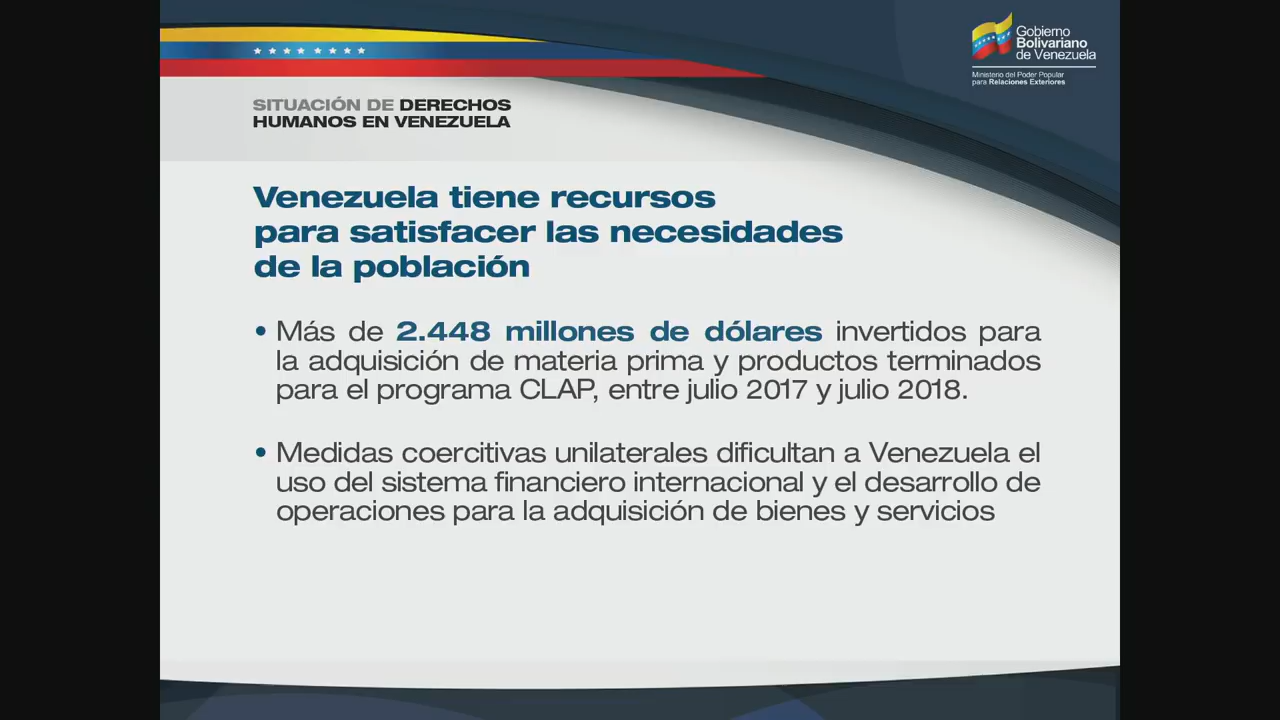 Gobierno
Bolivariano
de Venezuela
Ministerio del Poder Popular
para Relaciones Exteriores
SITUACIÓN DE DERECHOS
HUMANOS EN VENEZUELA
Venezuela tiene recursos
para satisfacer las necesidades
de la población
• Más de 2.448 millones de dólares invertidos para
la adquisición de materia prima y productos terminados
para el programa CLAP, entre julio 2017 y julio 2018.
• Medidas coercitivas unilaterales dificultan a Venezuela el
uso del sistema financiero internacional y el desarrollo de
operaciones para la adquisición de bienes y servicios